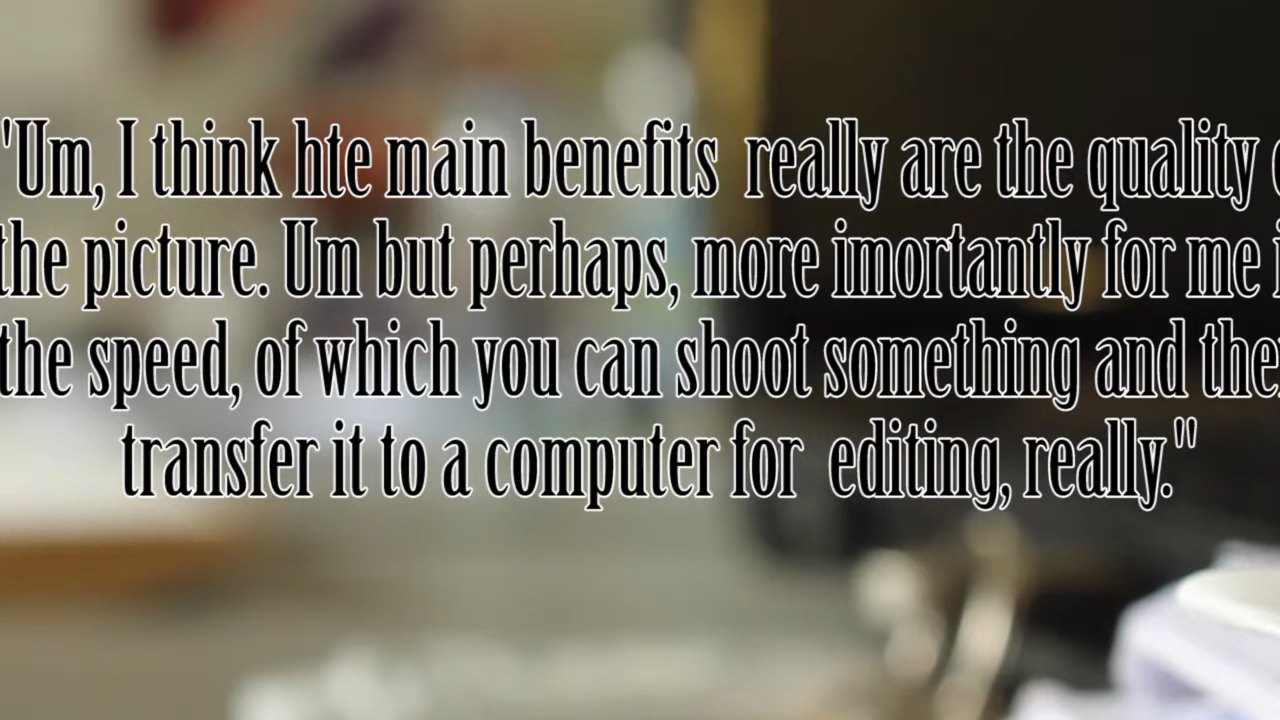 "Um, I think hte main benefits  really are the quality
the picture. Um but perhaps, more imortantly for me
the speed, of which you can shoot something and
transfer it to a computer for  editing, really."